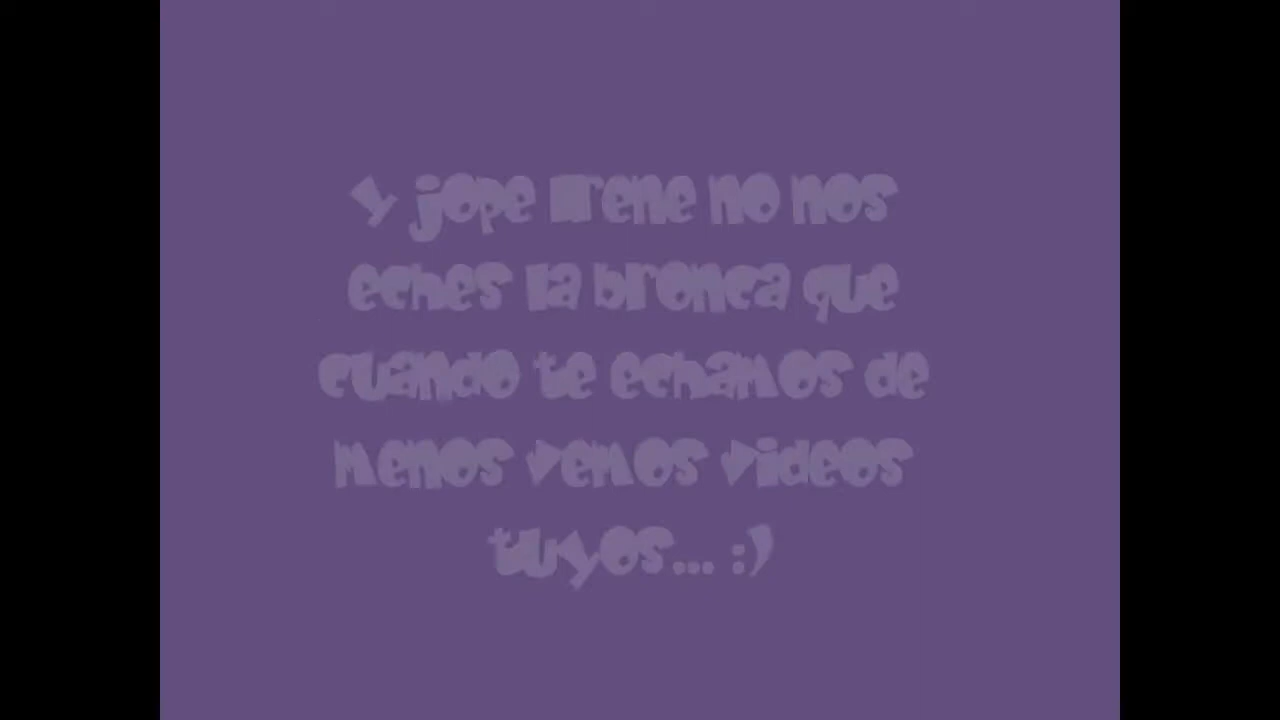 Y jope Irene no nos
eches la bronca que
cuando te echamos de
menos vemos videos
tuyos... :)